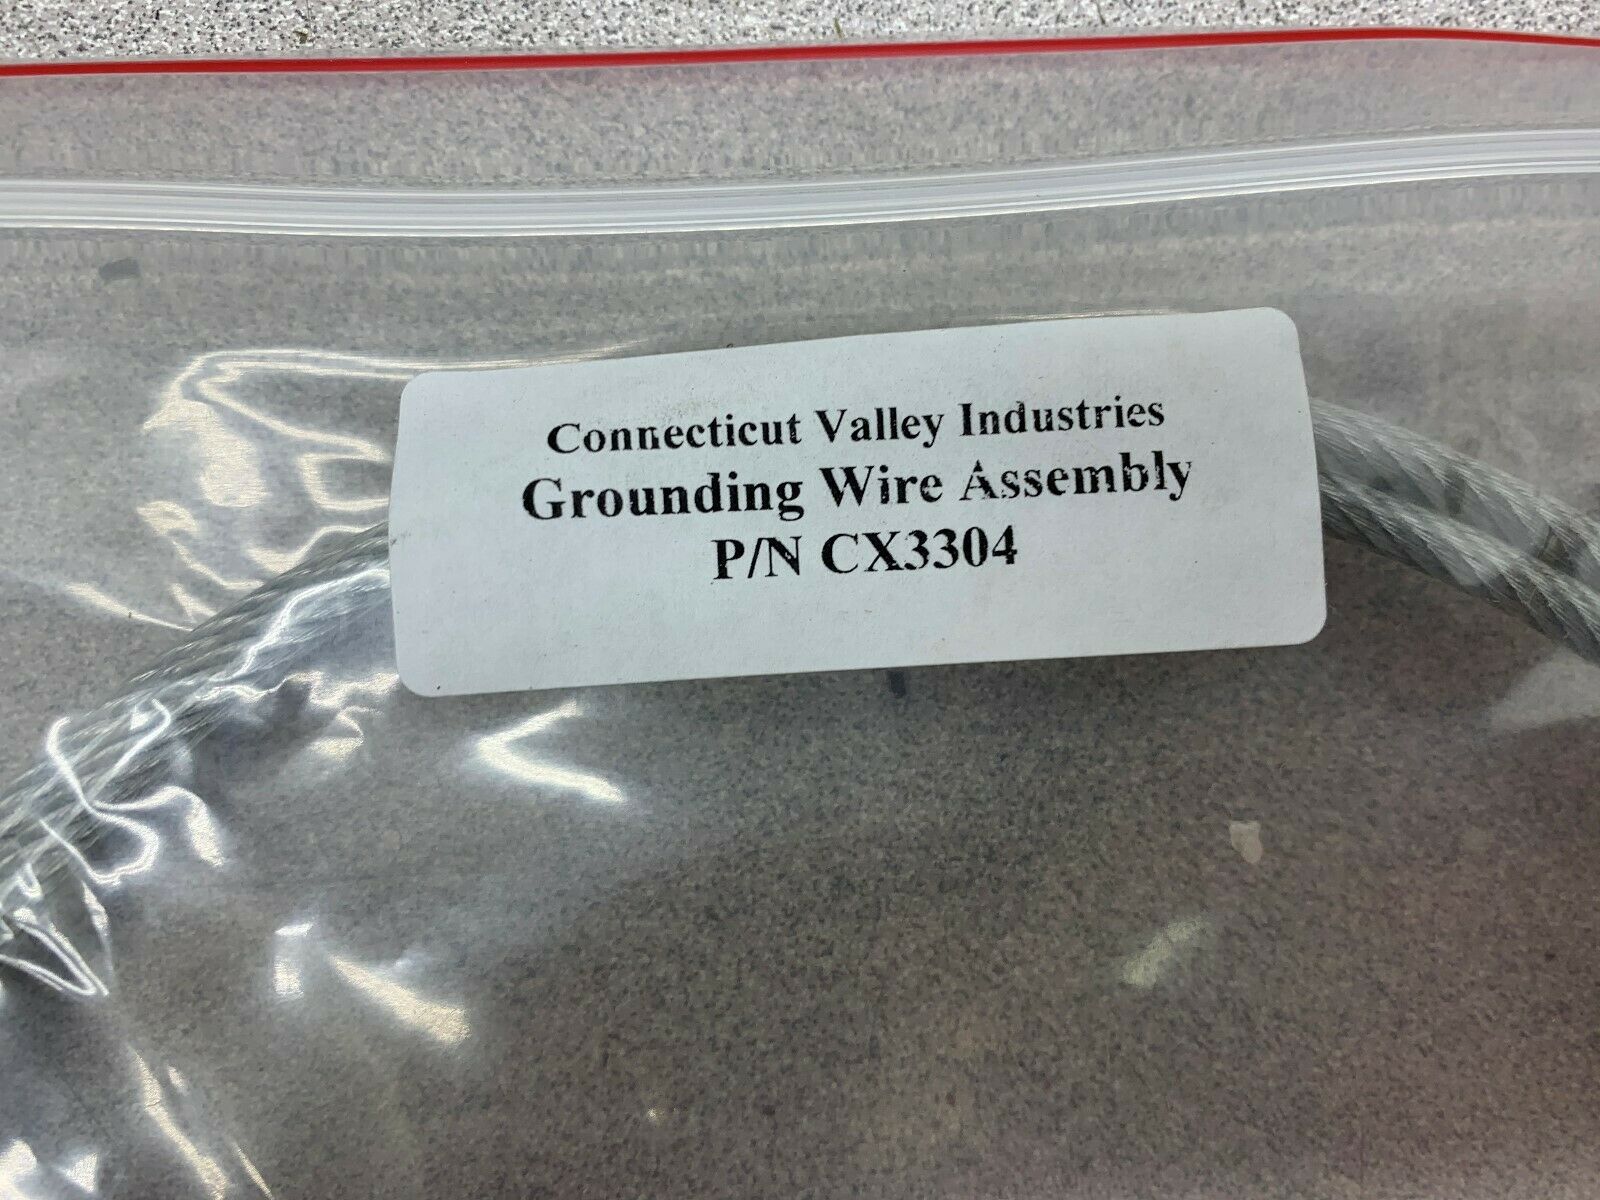 Connecticut Valley Industries
Grounding Wire Assembly
P/N CX3304